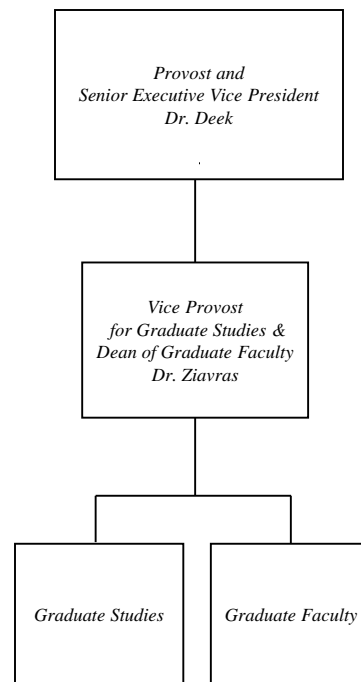 Provost and
Senior Executive Vice President
Dr. Deek
.
Vice Provost
for Graduate Studies &
Dean of Graduate Faculty
Dr. Ziavras
Graduate Studies
Graduate Faculty